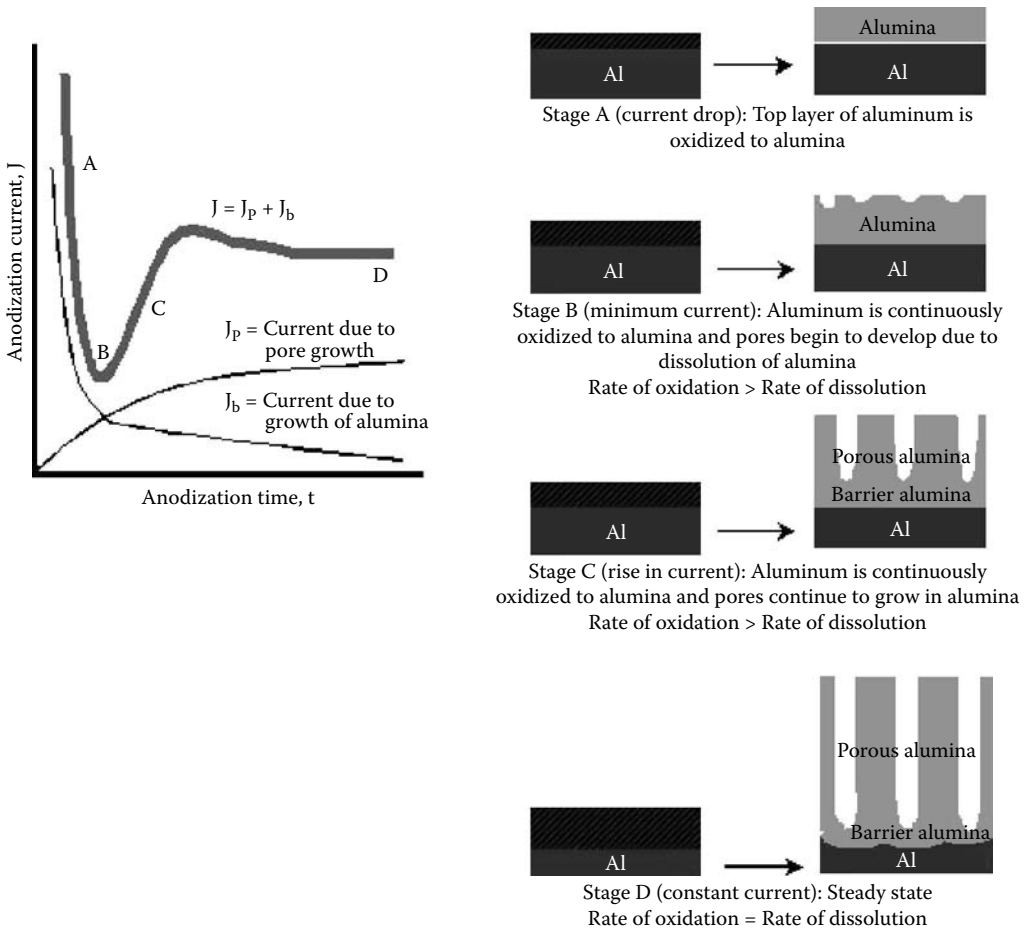 Anodization current, J
A
B
C
D
J = J_P + J_b
J_P = Current due to
pore growth
J_b = Current due to
growth of alumina
Anodization time, t
Al
Alumina
Al
Stage A (current drop): Top layer of aluminum is
oxidized to alumina
Al
Alumina
Al
Stage B (minimum current): Aluminum is continuously
oxidized to alumina and pores begin to develop due to
dissolution of alumina
Rate of oxidation > Rate of dissolution
Al
Porous alumina
Barrier alumina
Al
Stage C (rise in current): Aluminum is continuously
oxidized to alumina and pores continue to grow in alumina
Rate of oxidation > Rate of dissolution
Al
Porous alumina
Barrier alumina
Al
Stage D (constant current): Steady state
Rate of oxidation = Rate of dissolution